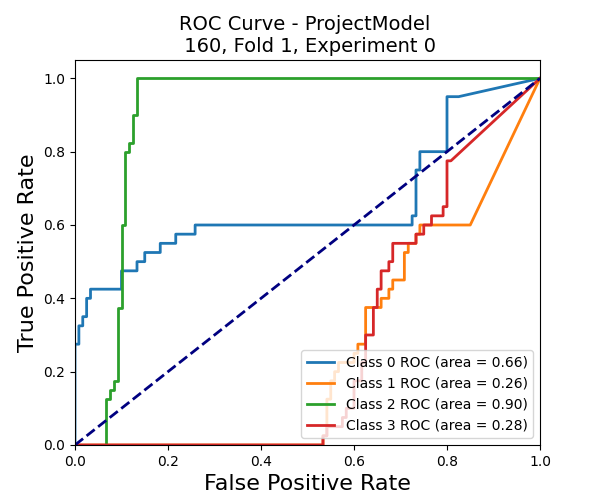 ROC Curve - ProjectModel
160, Fold 1, Experiment 0
True Positive Rate
1.0
0.8
0.6
0.4
0.2
0.0
Class 0 ROC (area = 0.66)
Class 1 ROC (area = 0.26)
Class 2 ROC (area = 0.90)
Class 3 ROC (area = 0.28)
0.0 0.2 0.4 0.6 0.8 1.0
False Positive Rate